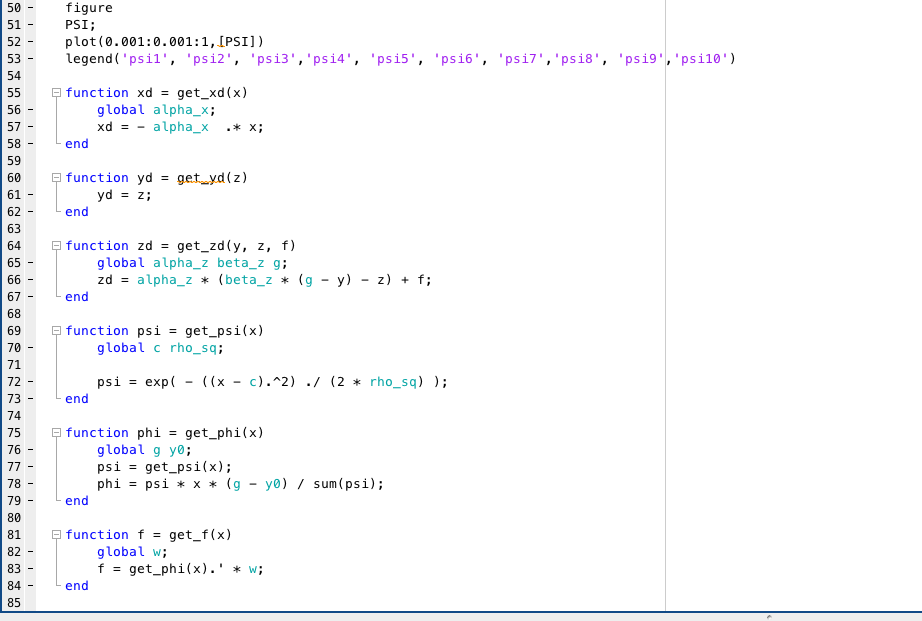 50 - figure
51 - PSI;
52 - plot(0.001:0.001:1,[PSI])
53 - legend('psi1', 'psi2', 'psi3','psi4', 'psi5', 'psi6', 'psi7','psi8', 'psi9','psi10')
54
55 function xd = get_xd(x)
56 - global alpha_x;
57 - xd = - alpha_x .* x;
58 - end
59
60 function yd = get_yd(z)
61 - yd = z;
62 - end
63
64 function zd = get_zd(y, z, f)
65 - global alpha_z beta_z g;
66 - zd = alpha_z * (beta_z * (g - y) - z) + f;
67 - end
68
69 function psi = get_psi(x)
70 - global c rho_sq;
71
72 - psi = exp( - ((x - c).^2) ./ (2 * rho_sq) );
73 - end
74
75 function phi = get_phi(x)
76 - global g y0;
77 - psi = get_psi(x);
78 - phi = psi * x * (g - y0) / sum(psi);
79 - end
80
81 function f = get_f(x)
82 - global w;
83 - f = get_phi(x).' * w;
84 - end
85